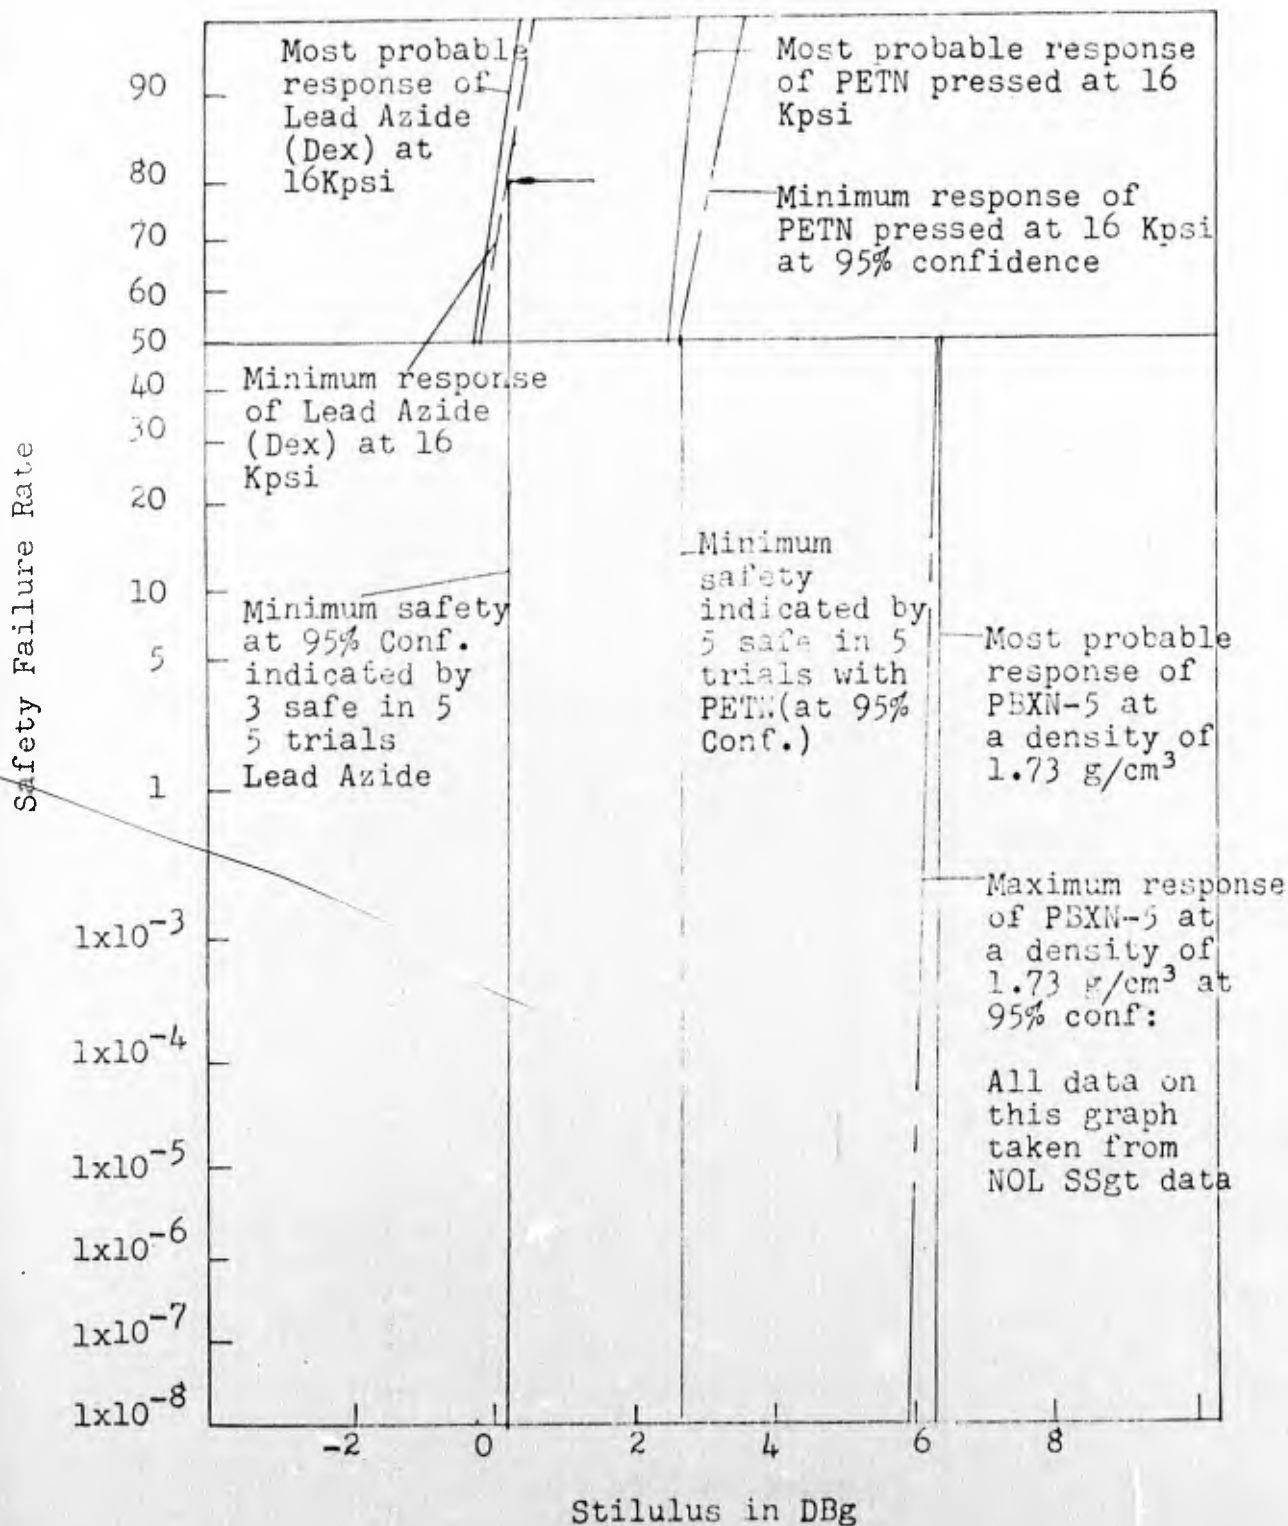 Most probable
response of
Lead Azide
(Dex) at
16Kpsi
Most probable response
of PETN pressed at 16
Kpsi
Minimum response of
PETN pressed at 16 Kpsi
at 95% confidence
90
80
70
60
50
40
30
20
10
5
1
1x10-3
1x10-4
1x10-5
1x10-6
1x10-7
1x10-8
Safety Failure Rate
Minimum response
of Lead Azide
(Dex) at 16
Kpsi
Minimum safety
at 95% Conf.
indicated by
3 safe in 5
5 trials
Lead Azide
Minimum
safety
indicated by
5 safe in 5
trials with
PETN(at 95%
Conf.)
Most probable
response of
PBXN-5 at
a density of
1.73 g/cm3
Maximum response
of PBXN-5 at
a density of
1.73 g/cm3 at
95% conf:
All data on
this graph
taken from
NOL SSgt data
-2 0 2 4 6 8
Stilulus in DBg